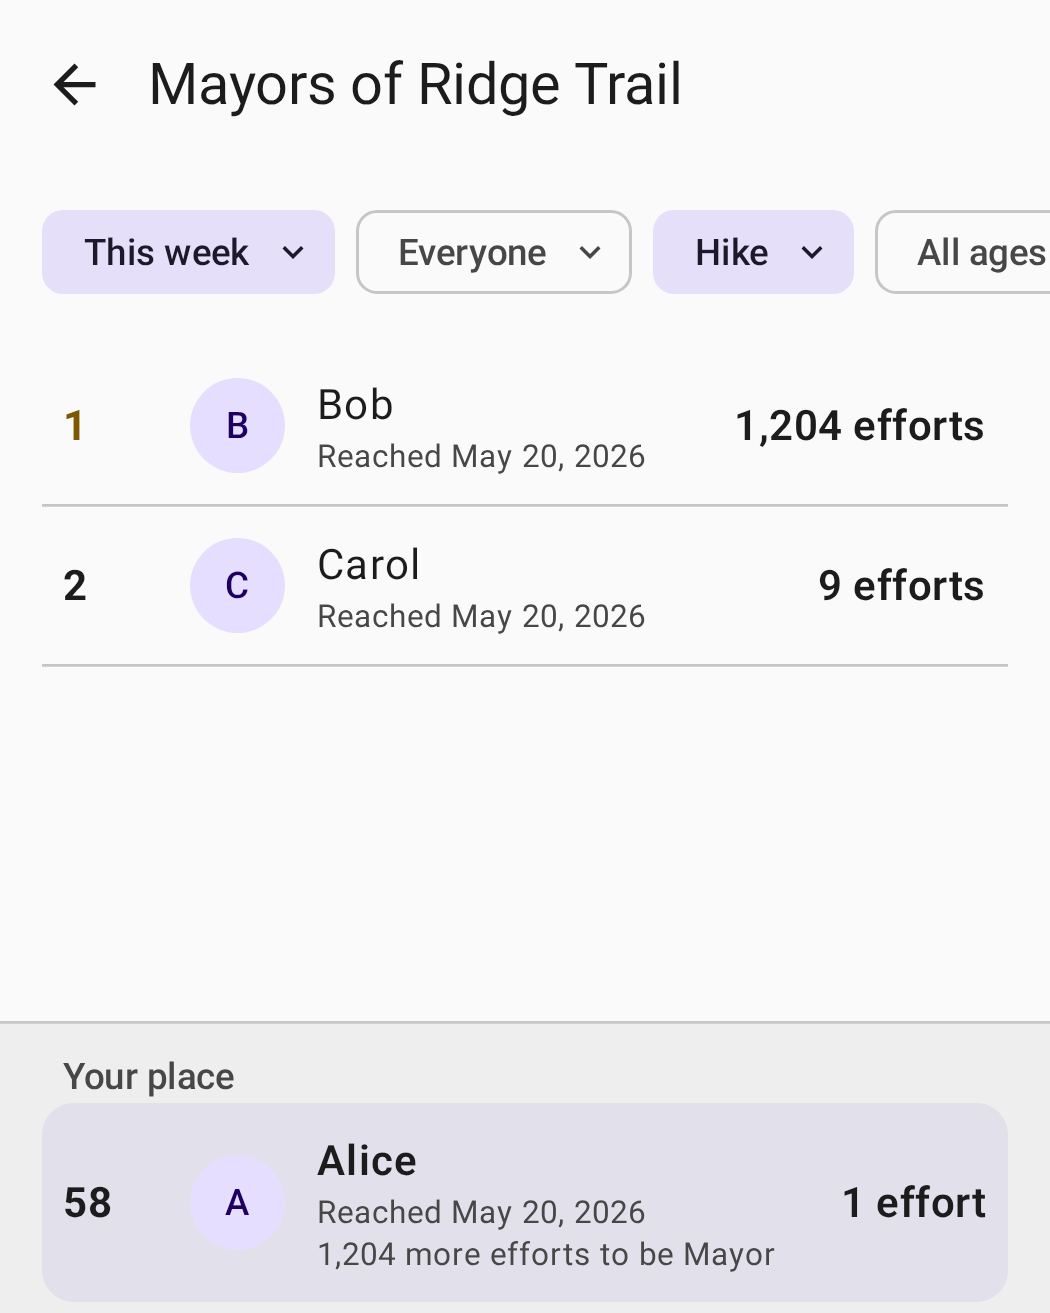 Mayors of Ridge Trail
This week
Everyone
Hike
All ages
1
B
Bob
Reached May 20, 2026
1,204 efforts
2
C
Carol
Reached May 20, 2026
9 efforts
Your place
58
A
Alice
Reached May 20, 2026
1,204 more efforts to be Mayor
1 effort